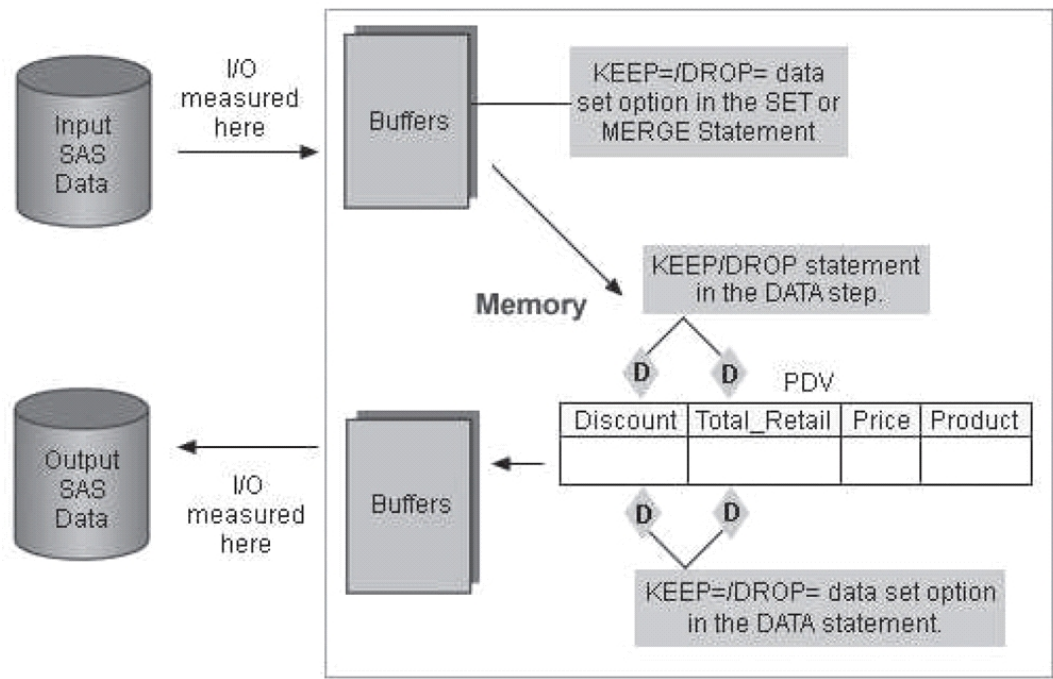 Input
SAS
Data
I/O
measured
here
Buffers
KEEP=/DROP= data
set option in the SET or
MERGE Statement
KEEP/DROP statement
in the DATA step.
Memory
D
D
PDV
Discount
Total_Retail
Price
Product
Output
SAS
Data
I/O
measured
here
Buffers
D
D
KEEP=/DROP= data set option
in the DATA statement.